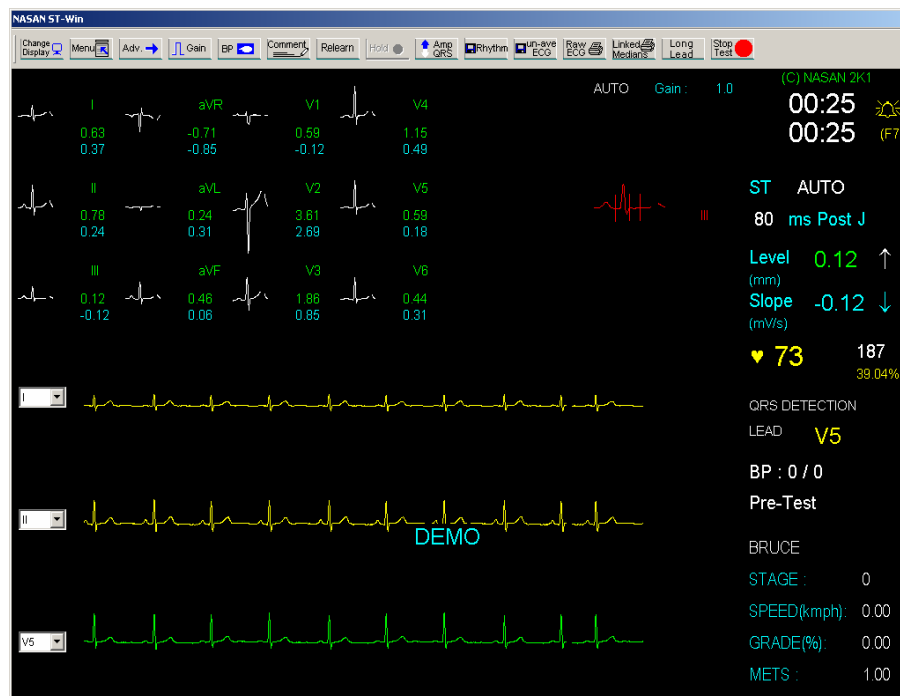 NASAN ST-Win
Change Display Menu Adv. Gain BP Comment Relearn Hold Amp QRS Rhythm un-ave ECG Raw ECG Linked Medians Long Lead Stop Test
AUTO Gain : 1.0
(C) NASAN 2K1
00:25
00:25 (F7
I aVR V1 V4
0.63 -0.71 0.59 1.15
0.37 -0.85 -0.12 0.49
II aVL V2 V5
0.78 0.24 3.61 0.59
0.24 0.31 2.69 0.18
III
III aVF V3 V6
0.12 0.46 1.86 0.44
-0.12 0.06 0.85 0.31
ST AUTO
80 ms Post J
Level 0.12 ↑
(mm)
Slope -0.12 ↓
(mV/s)
♥ 73 187
39.04%
QRS DETECTION
LEAD V5
BP : 0 / 0
Pre-Test
BRUCE
STAGE : 0
SPEED(kmph): 0.00
GRADE(%): 0.00
METS : 1.00
I
II
DEMO
V5